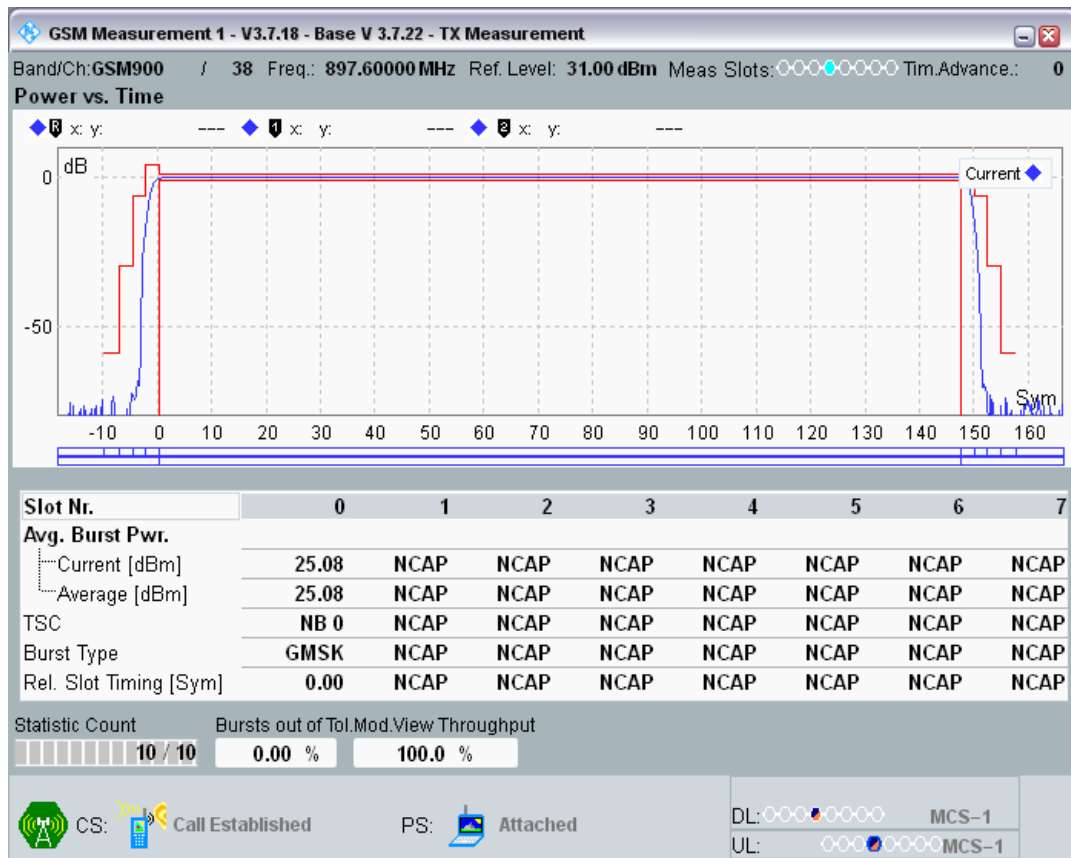 GSM Measurement 1 - V3.7.18 - Base V 3.7.22 - TX Measurement
Band/Ch:GSM900 / 38 Freq.: 897.60000 MHz Ref. Level: 31.00 dBm Meas Slots: Tim.Advance.: 0
Power vs. Time
R x: y: --- 1 x: y: --- 2 x: y: ---
dB
0
Current
-50
Sym
-10 0 10 20 30 40 50 60 70 80 90 100 110 120 130 140 150 160
Slot Nr. 0 1 2 3 4 5 6 7
Avg. Burst Pwr.
Current [dBm] 25.08 NCAP NCAP NCAP NCAP NCAP NCAP NCAP
Average [dBm] 25.08 NCAP NCAP NCAP NCAP NCAP NCAP NCAP
TSC NB 0 NCAP NCAP NCAP NCAP NCAP NCAP NCAP
Burst Type GMSK NCAP NCAP NCAP NCAP NCAP NCAP NCAP
Rel. Slot Timing [Sym] 0.00 NCAP NCAP NCAP NCAP NCAP NCAP NCAP
Statistic Count Bursts out of Tol. Mod.View Throughput
10 / 10 0.00 % 100.0 %
CS: Call Established PS: Attached
DL: MCS-1
UL: MCS-1